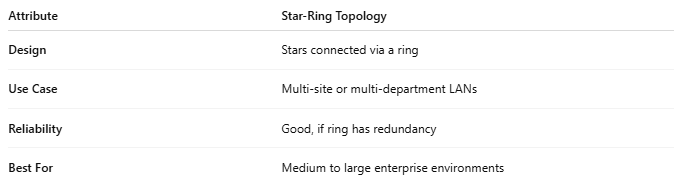 Attribute Star-Ring Topology
Design Stars connected via a ring
Use Case Multi-site or multi-department LANs
Reliability Good, if ring has redundancy
Best For Medium to large enterprise environments